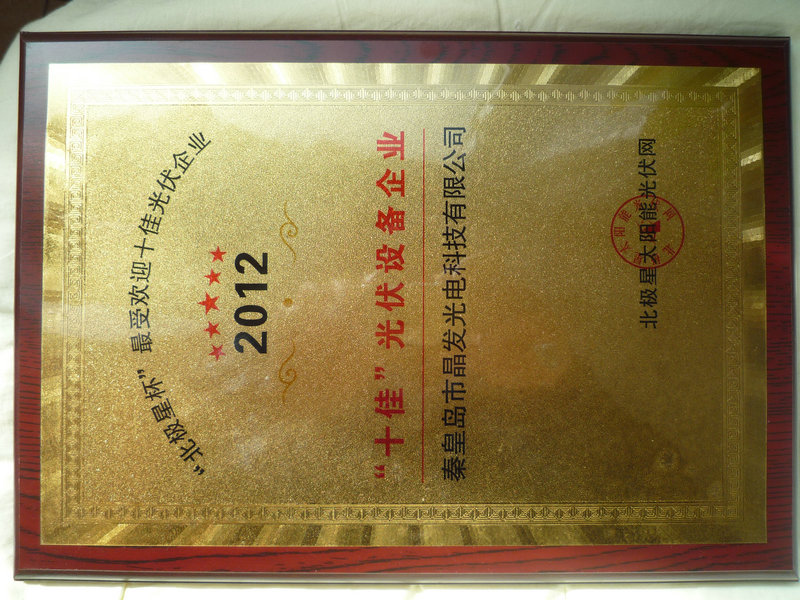 “北极星杯”最受欢迎十佳光伏企业
2012
“十佳”光伏设备企业
秦皇岛市晶发光电科技有限公司
北极星太阳能光伏网